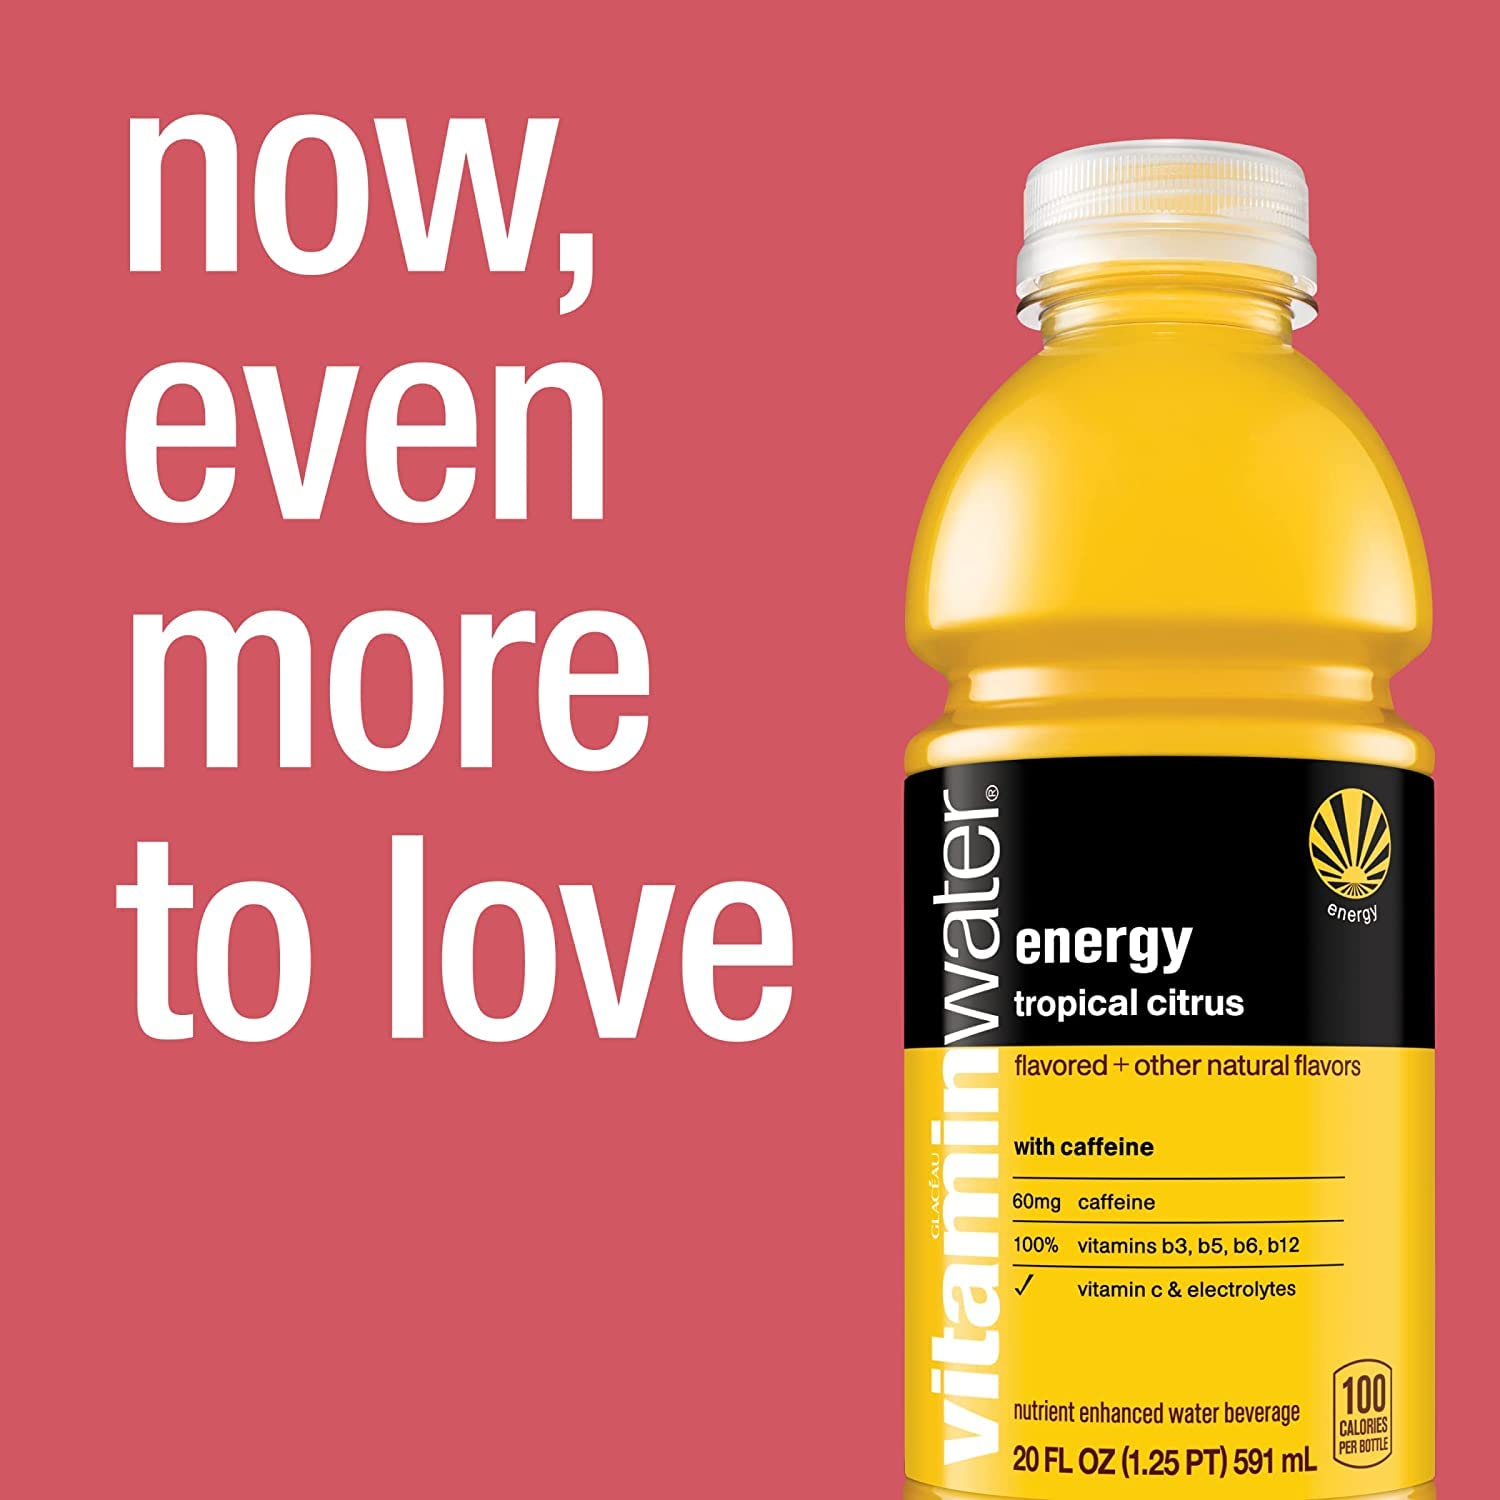 now,
even
more
to love
vitaminwater®
GLACÉAU
energy
energy
tropical citrus
flavored + other natural flavors
with caffeine
60mg caffeine
100% vitamins b3, b5, b6, b12
✓ vitamin c & electrolytes
nutrient enhanced water beverage
20 FL OZ (1.25 PT) 591 mL
100
CALORIES
PER BOTTLE